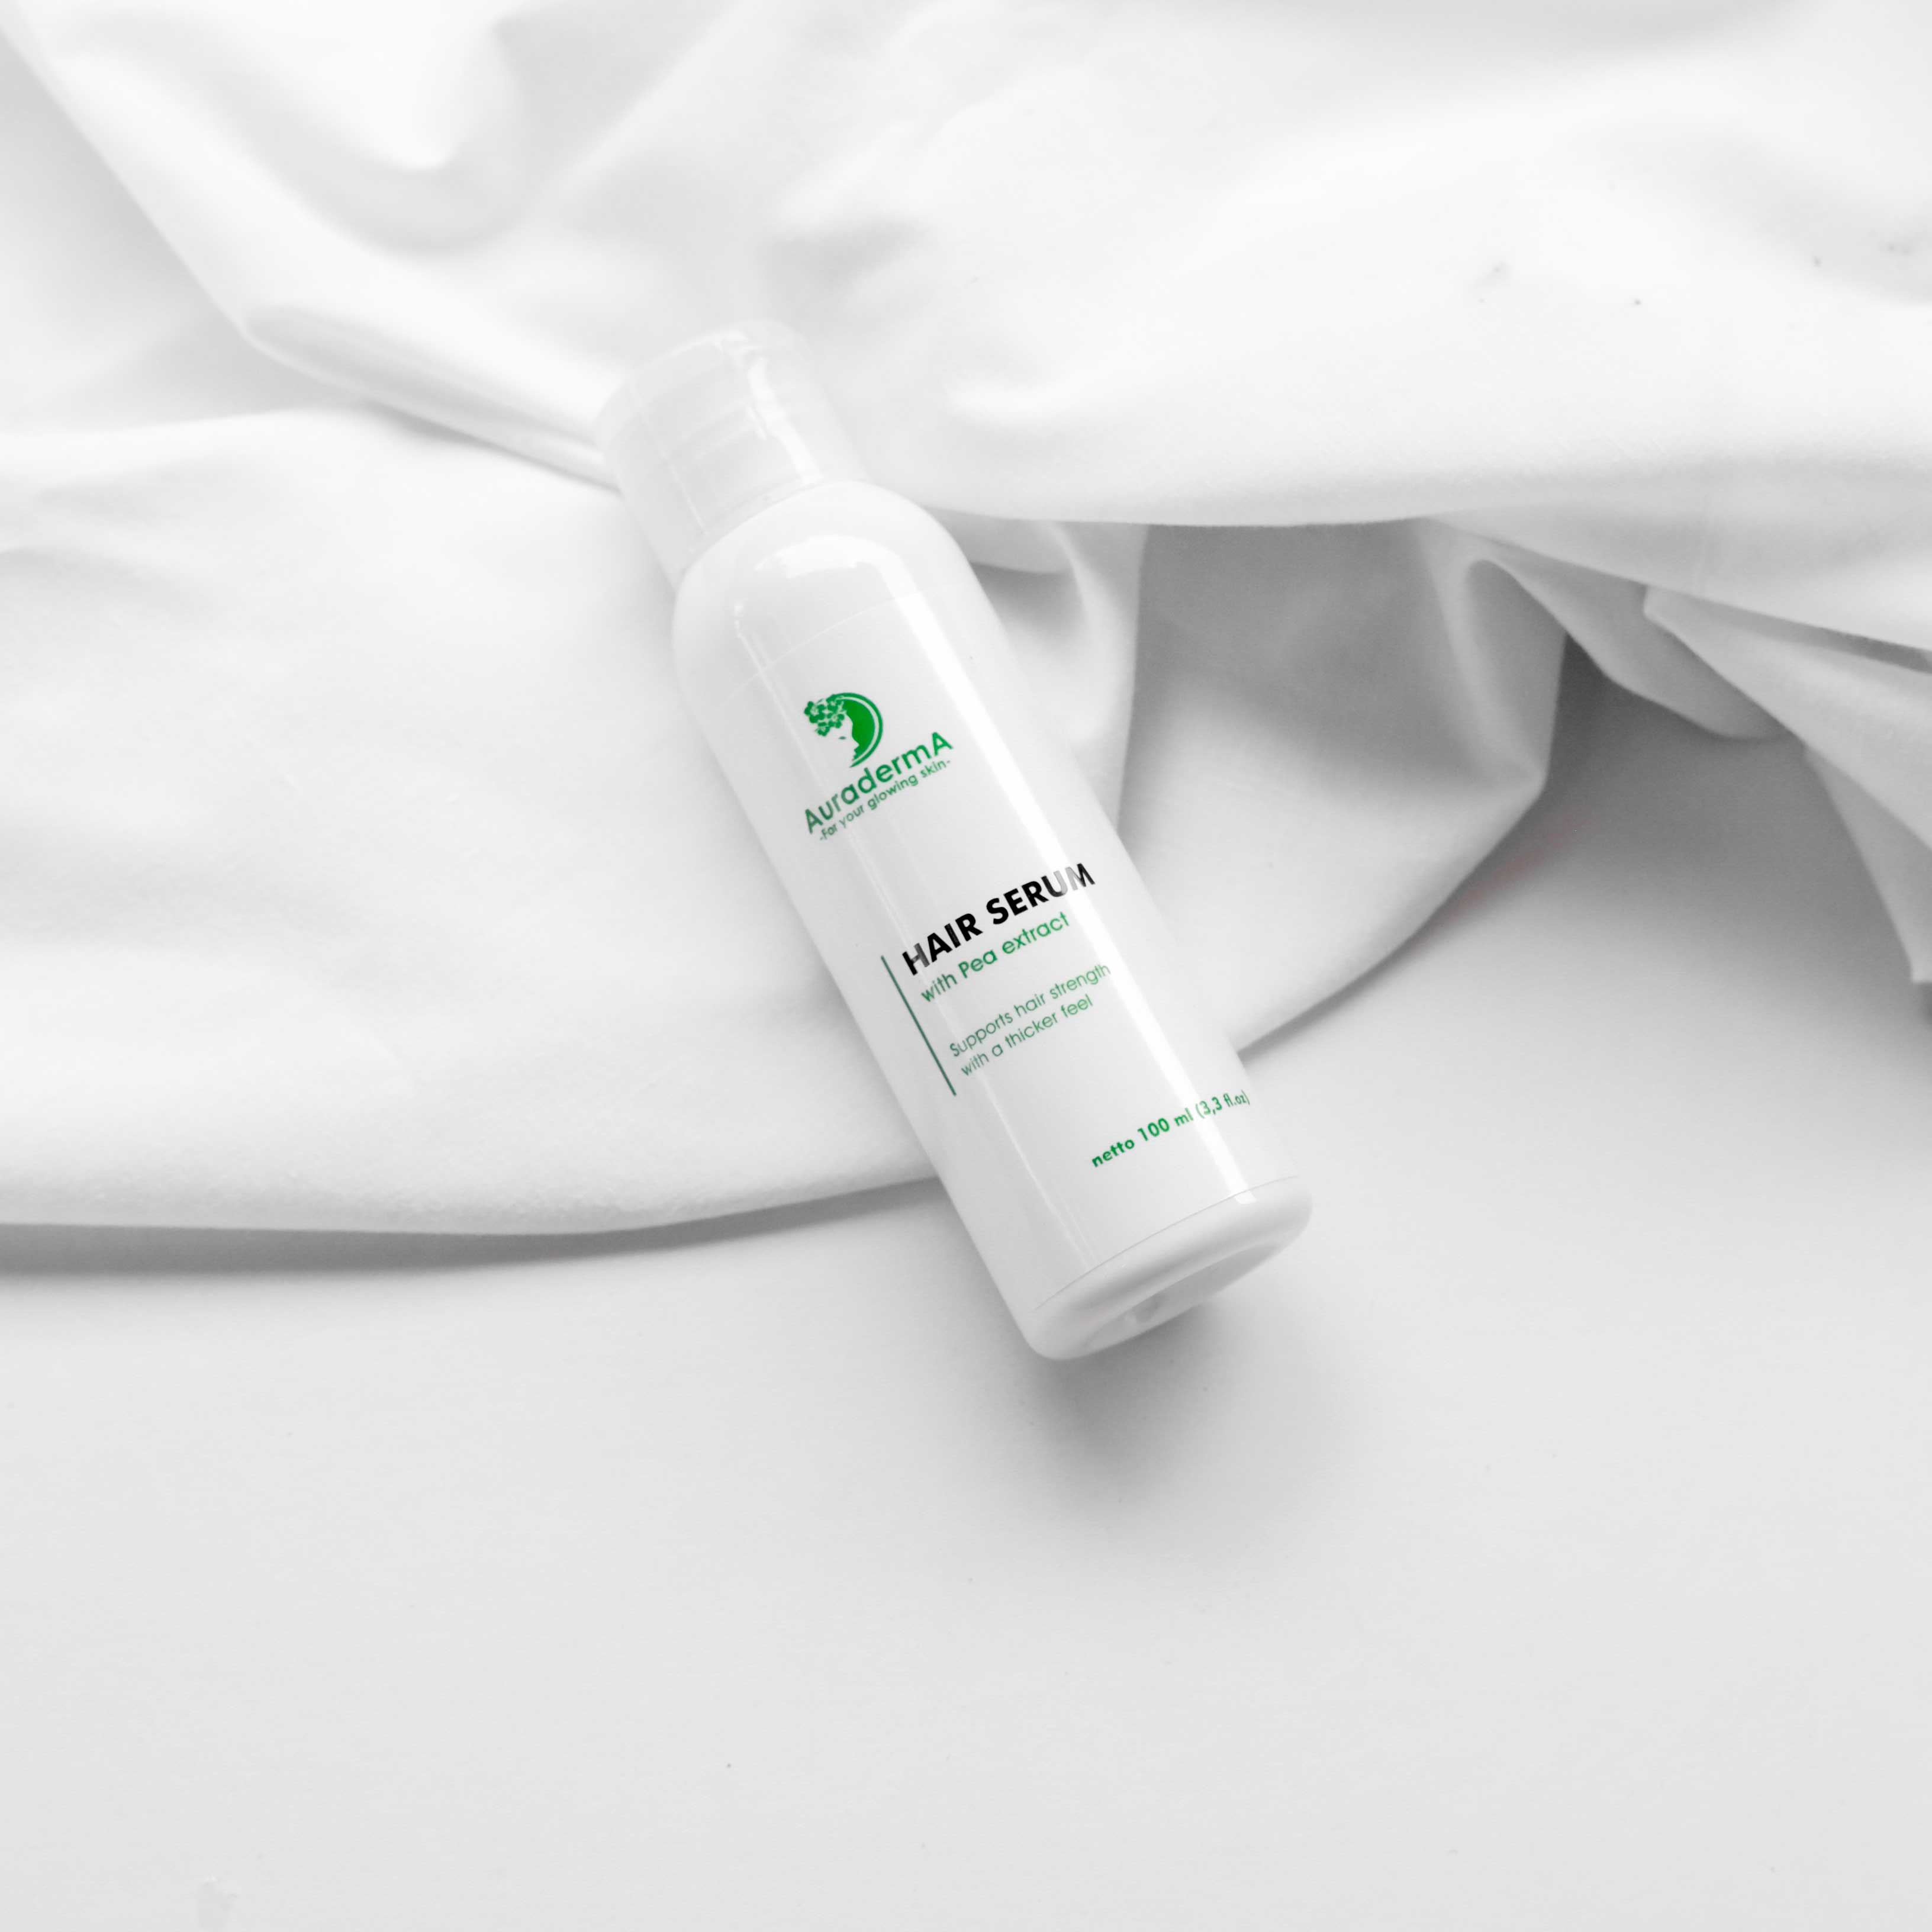 AuradermA
-For your glowing skin-
HAIR SERUM
with Pea extract
Supports hair strength
with a thicker feel
netto 100 ml (3,3 fl.oz)